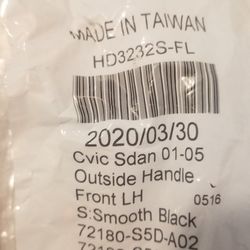 MADE IN TAIWAN
HD3232S-FL
2020/03/30
Cvic Sdan 01-05
Outside Handle
Front LH 0516
S:Smooth Black
72180-S5D-A02